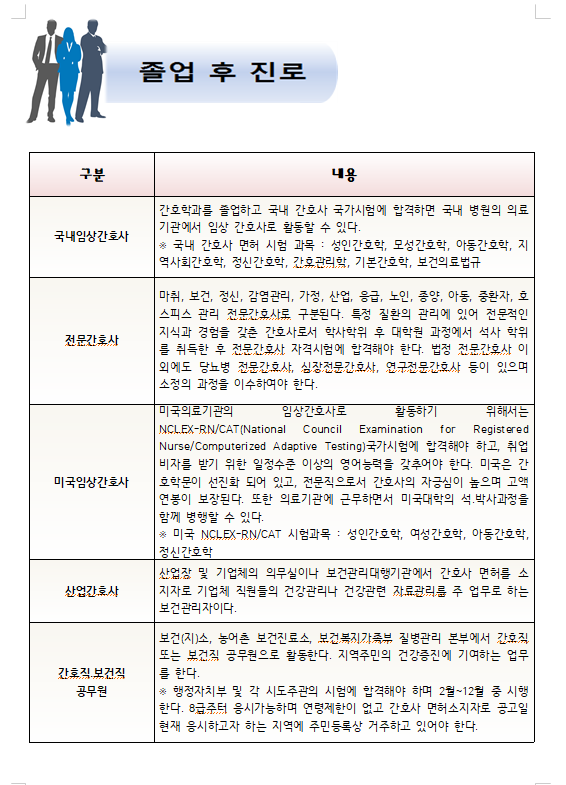 졸업 후 진로
구분 내용
국내임상간호사
간호학과를 졸업하고 국내 간호사 국가시험에 합격하면 국내 병원의 의료
기관에서 임상 간호사로 활동할 수 있다.
※ 국내 간호사 면허 시험 과목 : 성인간호학, 모성간호학, 아동간호학, 지
역사회간호학, 정신간호학, 간호관리학, 기본간호학, 보건의료법규
전문간호사
마취, 보건, 정신, 감염관리, 가정, 산업, 응급, 노인, 중양, 아동, 중환자, 호
스피스 관리 전문간호사로 구분된다. 특정 질환의 관리에 있어 전문적인
지식과 경험을 갖춘 간호사로서 학사학위 후 대학원 과정에서 석사 학위
를 취득한 후 전문간호사 자격시험에 합격해야 한다. 법정 전문간호사 이
외에도 당뇨병 전문간호사, 심장전문간호사, 연구전문간호사 등이 있으며
소정의 과정을 이수하여야 한다.
미국임상간호사
미국의료기관의 임상간호사로 활동하기 위해서는
NCLEX-RN/CAT(National Council Examination for Registered
Nurse/Computerized Adaptive Testing)국가시험에 합격해야 하고, 취업
비자를 받기 위한 일정수준 이상의 영어능력을 갖추어야 한다. 미국은 간
호학문이 선진화 되어 있고, 전문직으로서 간호사의 자긍심이 높으며 고액
연봉이 보장된다. 또한 의료기관에 근무하면서 미국대학의 석.박사과정을
함께 병행할 수 있다.
※ 미국 NCLEX-RN/CAT 시험과목 : 성인간호학, 여성간호학, 아동간호학,
정신간호학
산업간호사
산업장 및 기업체의 의무실이나 보건관리대행기관에서 간호사 면허를 소
지자로 기업체 직원들의 건강관리나 건강관련 자료관리를 주 업무로 하는
보건관리자이다.
간호직.보건직
공무원
보건(지)소, 농어촌 보건진료소, 보건복지가족부 질병관리 본부에서 간호직
또는 보건직 공무원으로 활동한다. 지역주민의 건강증진에 기여하는 업무
를 한다.
※ 행정자치부 및 각 시도주관의 시험에 합격해야 하며 2월~12월 중 시행
한다. 8급주터 응시가능하며 연령제한이 없고 간호사 면허소지자로 공고일
현재 응시하고자 하는 지역에 주민등록상 거주하고 있어야 한다.